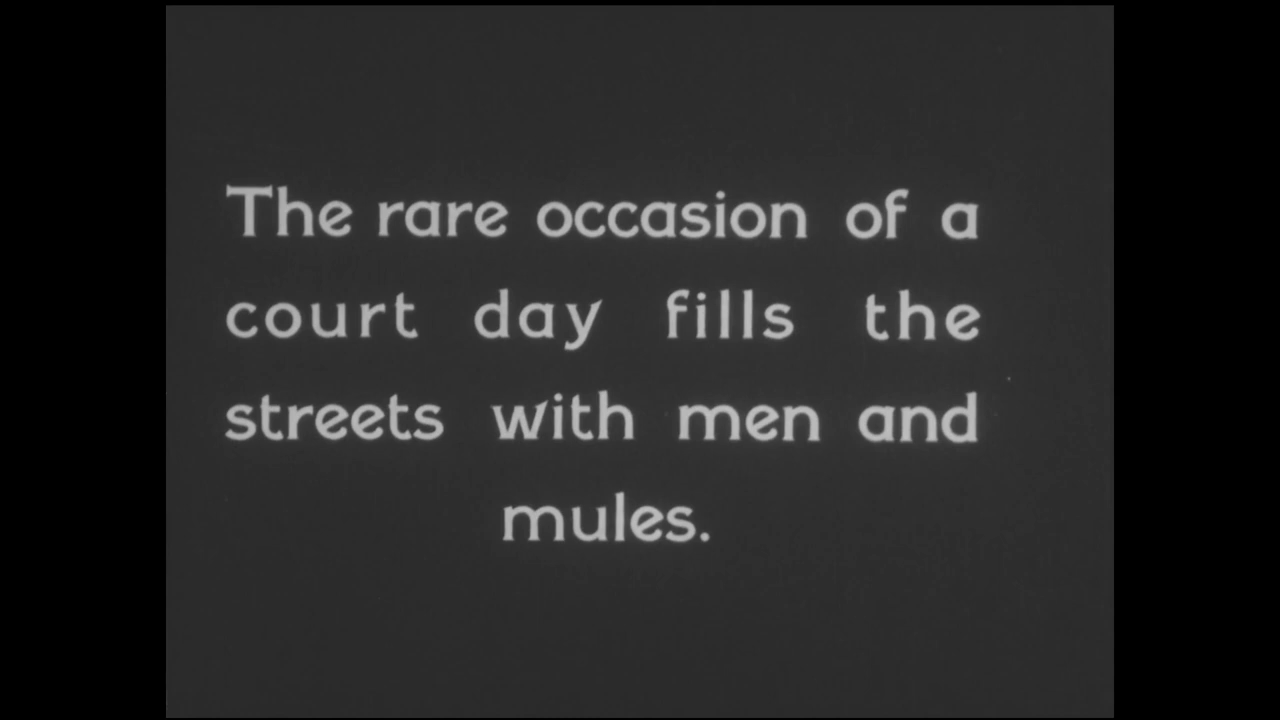 The rare occasion of a
court day fills the
streets with men and
mules.